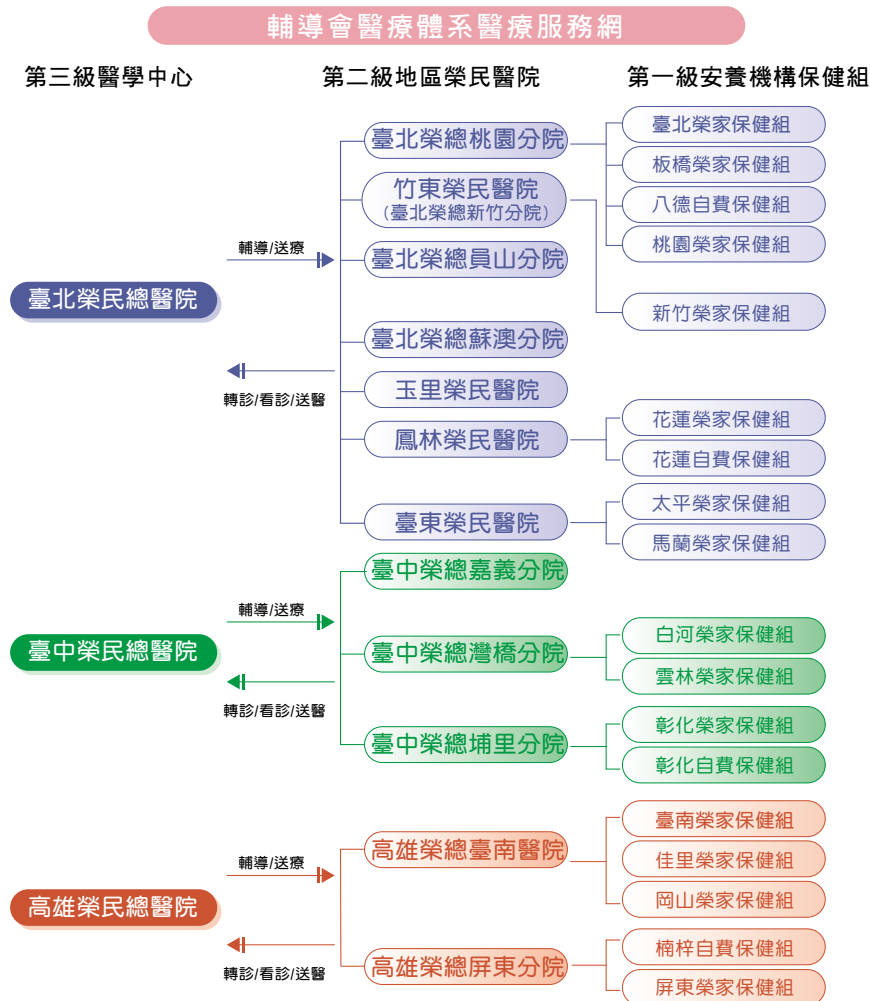 輔導會醫療體系醫療服務網
第三級醫學中心
第二級地區榮民醫院
第一級安養機構保健組
臺北榮民總醫院
輔導/送療
轉診/看診/送醫
臺北榮總桃園分院
臺北榮家保健組
板橋榮家保健組
八德自費保健組
桃園榮家保健組
竹東榮民醫院
(臺北榮總新竹分院)
新竹榮家保健組
臺北榮總員山分院
臺北榮總蘇澳分院
玉里榮民醫院
鳳林榮民醫院
花蓮榮家保健組
花蓮自費保健組
臺東榮民醫院
太平榮家保健組
馬蘭榮家保健組
臺中榮民總醫院
輔導/送療
轉診/看診/送醫
臺中榮總嘉義分院
臺中榮總灣橋分院
白河榮家保健組
雲林榮家保健組
臺中榮總埔里分院
彰化榮家保健組
彰化自費保健組
高雄榮民總醫院
輔導/送療
轉診/看診/送醫
高雄榮總臺南醫院
臺南榮家保健組
佳里榮家保健組
岡山榮家保健組
高雄榮總屏東分院
楠梓自費保健組
屏東榮家保健組